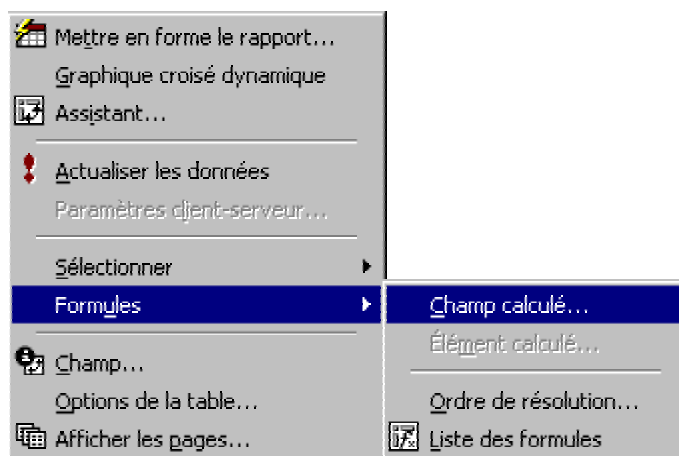 Mettre en forme le rapport...
Graphique croisé dynamique
Assistant...
Actualiser les données
Paramètres client-serveur...
Sélectionner
Formules
Champ calculé...
Élément calculé...
Champ...
Options de la table...
Ordre de résolution...
Afficher les pages...
Liste des formules